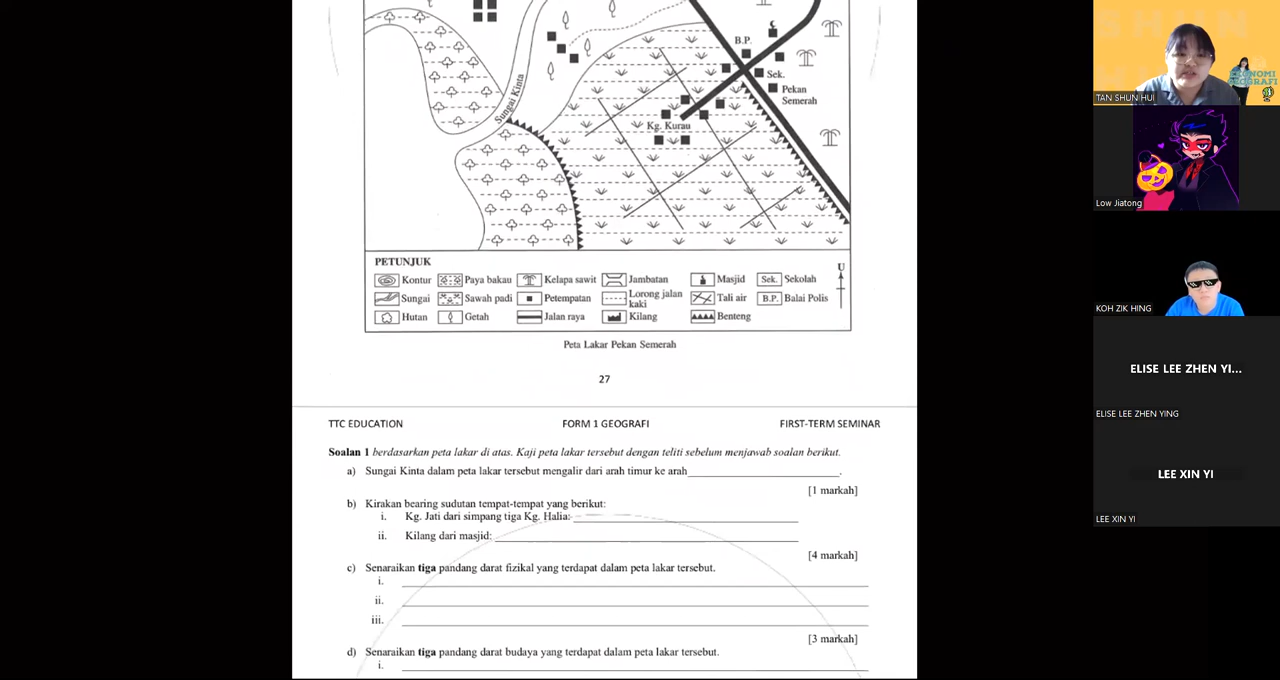 B.P.
Sek.
Pekan
Semerah
Kg. Kurau
Sungai Kinta
PETUNJUK
U
Kontur
Paya bakau
Kelapa sawit
Jambatan
Masjid
Sek.
Sekolah
Sungai
Sawah padi
Petempatan
Lorong jalan
kaki
Tali air
B.P.
Balai Polis
Hutan
Getah
Jalan raya
Kilang
Benteng
Peta Lakar Pekan Semerah
27
TTC EDUCATION
FORM 1 GEOGRAFI
FIRST-TERM SEMINAR
Soalan 1 berdasarkan peta lakar di atas. Kaji peta lakar tersebut dengan teliti sebelum menjawab soalan berikut.
a) Sungai Kinta dalam peta lakar tersebut mengalir dari arah timur ke arah
[1 markah]
b) Kirakan bearing sudutan tempat-tempat yang berikut:
i. Kg. Jati dari simpang tiga Kg. Halia:
ii. Kilang dari masjid:
[4 markah]
c) Senaraikan tiga pandang darat fizikal yang terdapat dalam peta lakar tersebut.
i.
ii.
iii.
[3 markah]
d) Senaraikan tiga pandang darat budaya yang terdapat dalam peta lakar tersebut.
i.
EKONOMI
GEOGRAFI
TAN SHUN HUI
Low Jiatong
KOH ZIK HING
ELISE LEE ZHEN YI...
ELISE LEE ZHEN YING
LEE XIN YI
LEE XIN YI